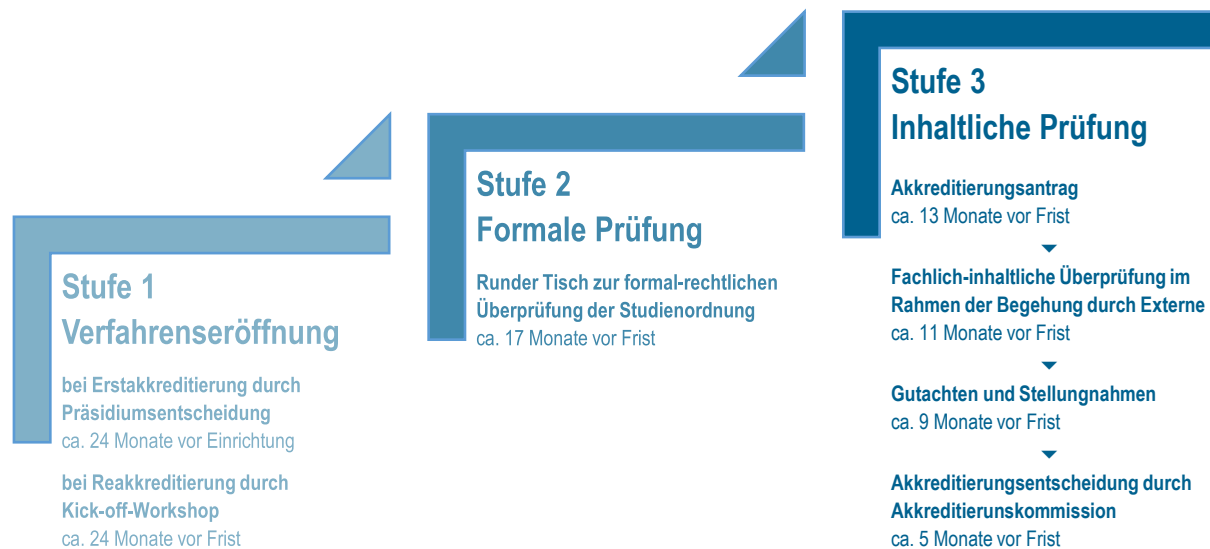 Stufe 1
Verfahrenseröffnung
bei Erstakkreditierung durch
Präsidiumsentscheidung
ca. 24 Monate vor Einrichtung
bei Reakkreditierung durch
Kick-off-Workshop
ca. 24 Monate vor Frist
Stufe 2
Formale Prüfung
Runder Tisch zur formal-rechtlichen
Überprüfung der Studienordnung
ca. 17 Monate vor Frist
Stufe 3
Inhaltliche Prüfung
Akkreditierungsantrag
ca. 13 Monate vor Frist
Fachlich-inhaltliche Überprüfung im
Rahmen der Begehung durch Externe
ca. 11 Monate vor Frist
Gutachten und Stellungnahmen
ca. 9 Monate vor Frist
Akkreditierungsentscheidung durch
Akkreditierunskommission
ca. 5 Monate vor Frist